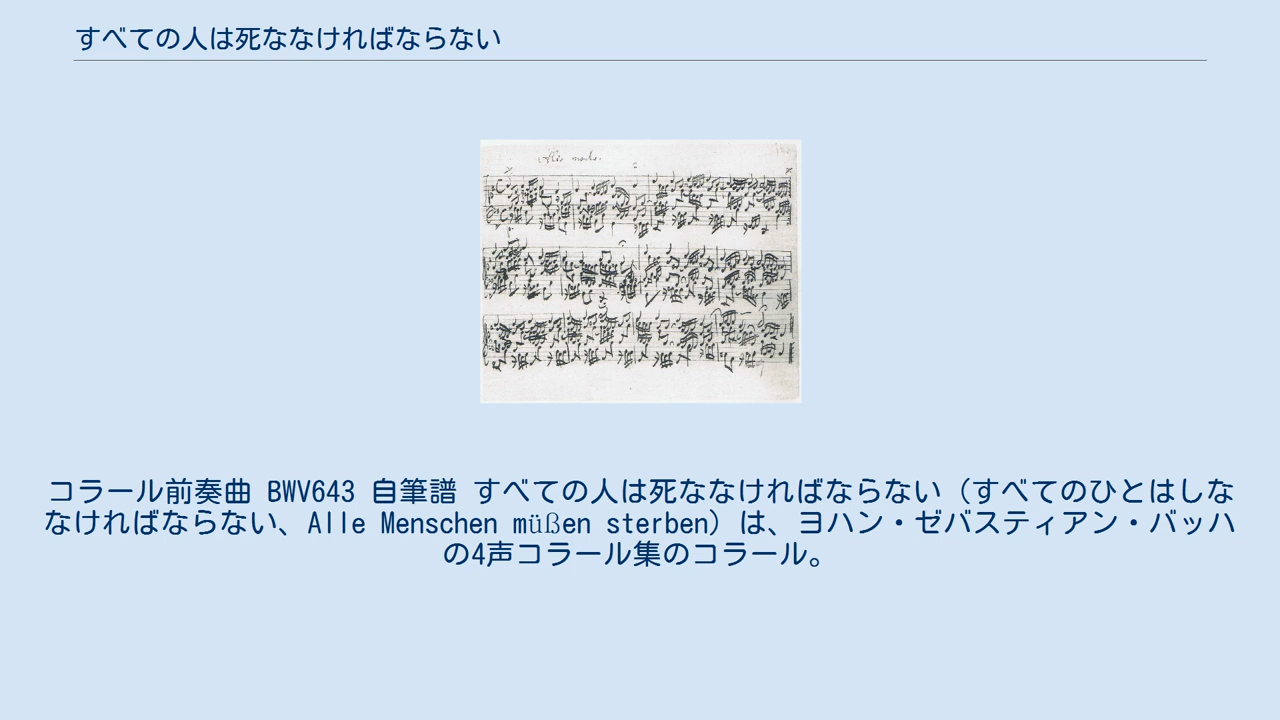 すべての人は死ななければならない
コラール前奏曲 BWV643 自筆譜 すべての人は死ななければならない（すべてのひとはしな
なければならない、Alle Menschen müßen sterben）は、ヨハン・ゼバスティアン・バッハ
の4声コラール集のコラール。